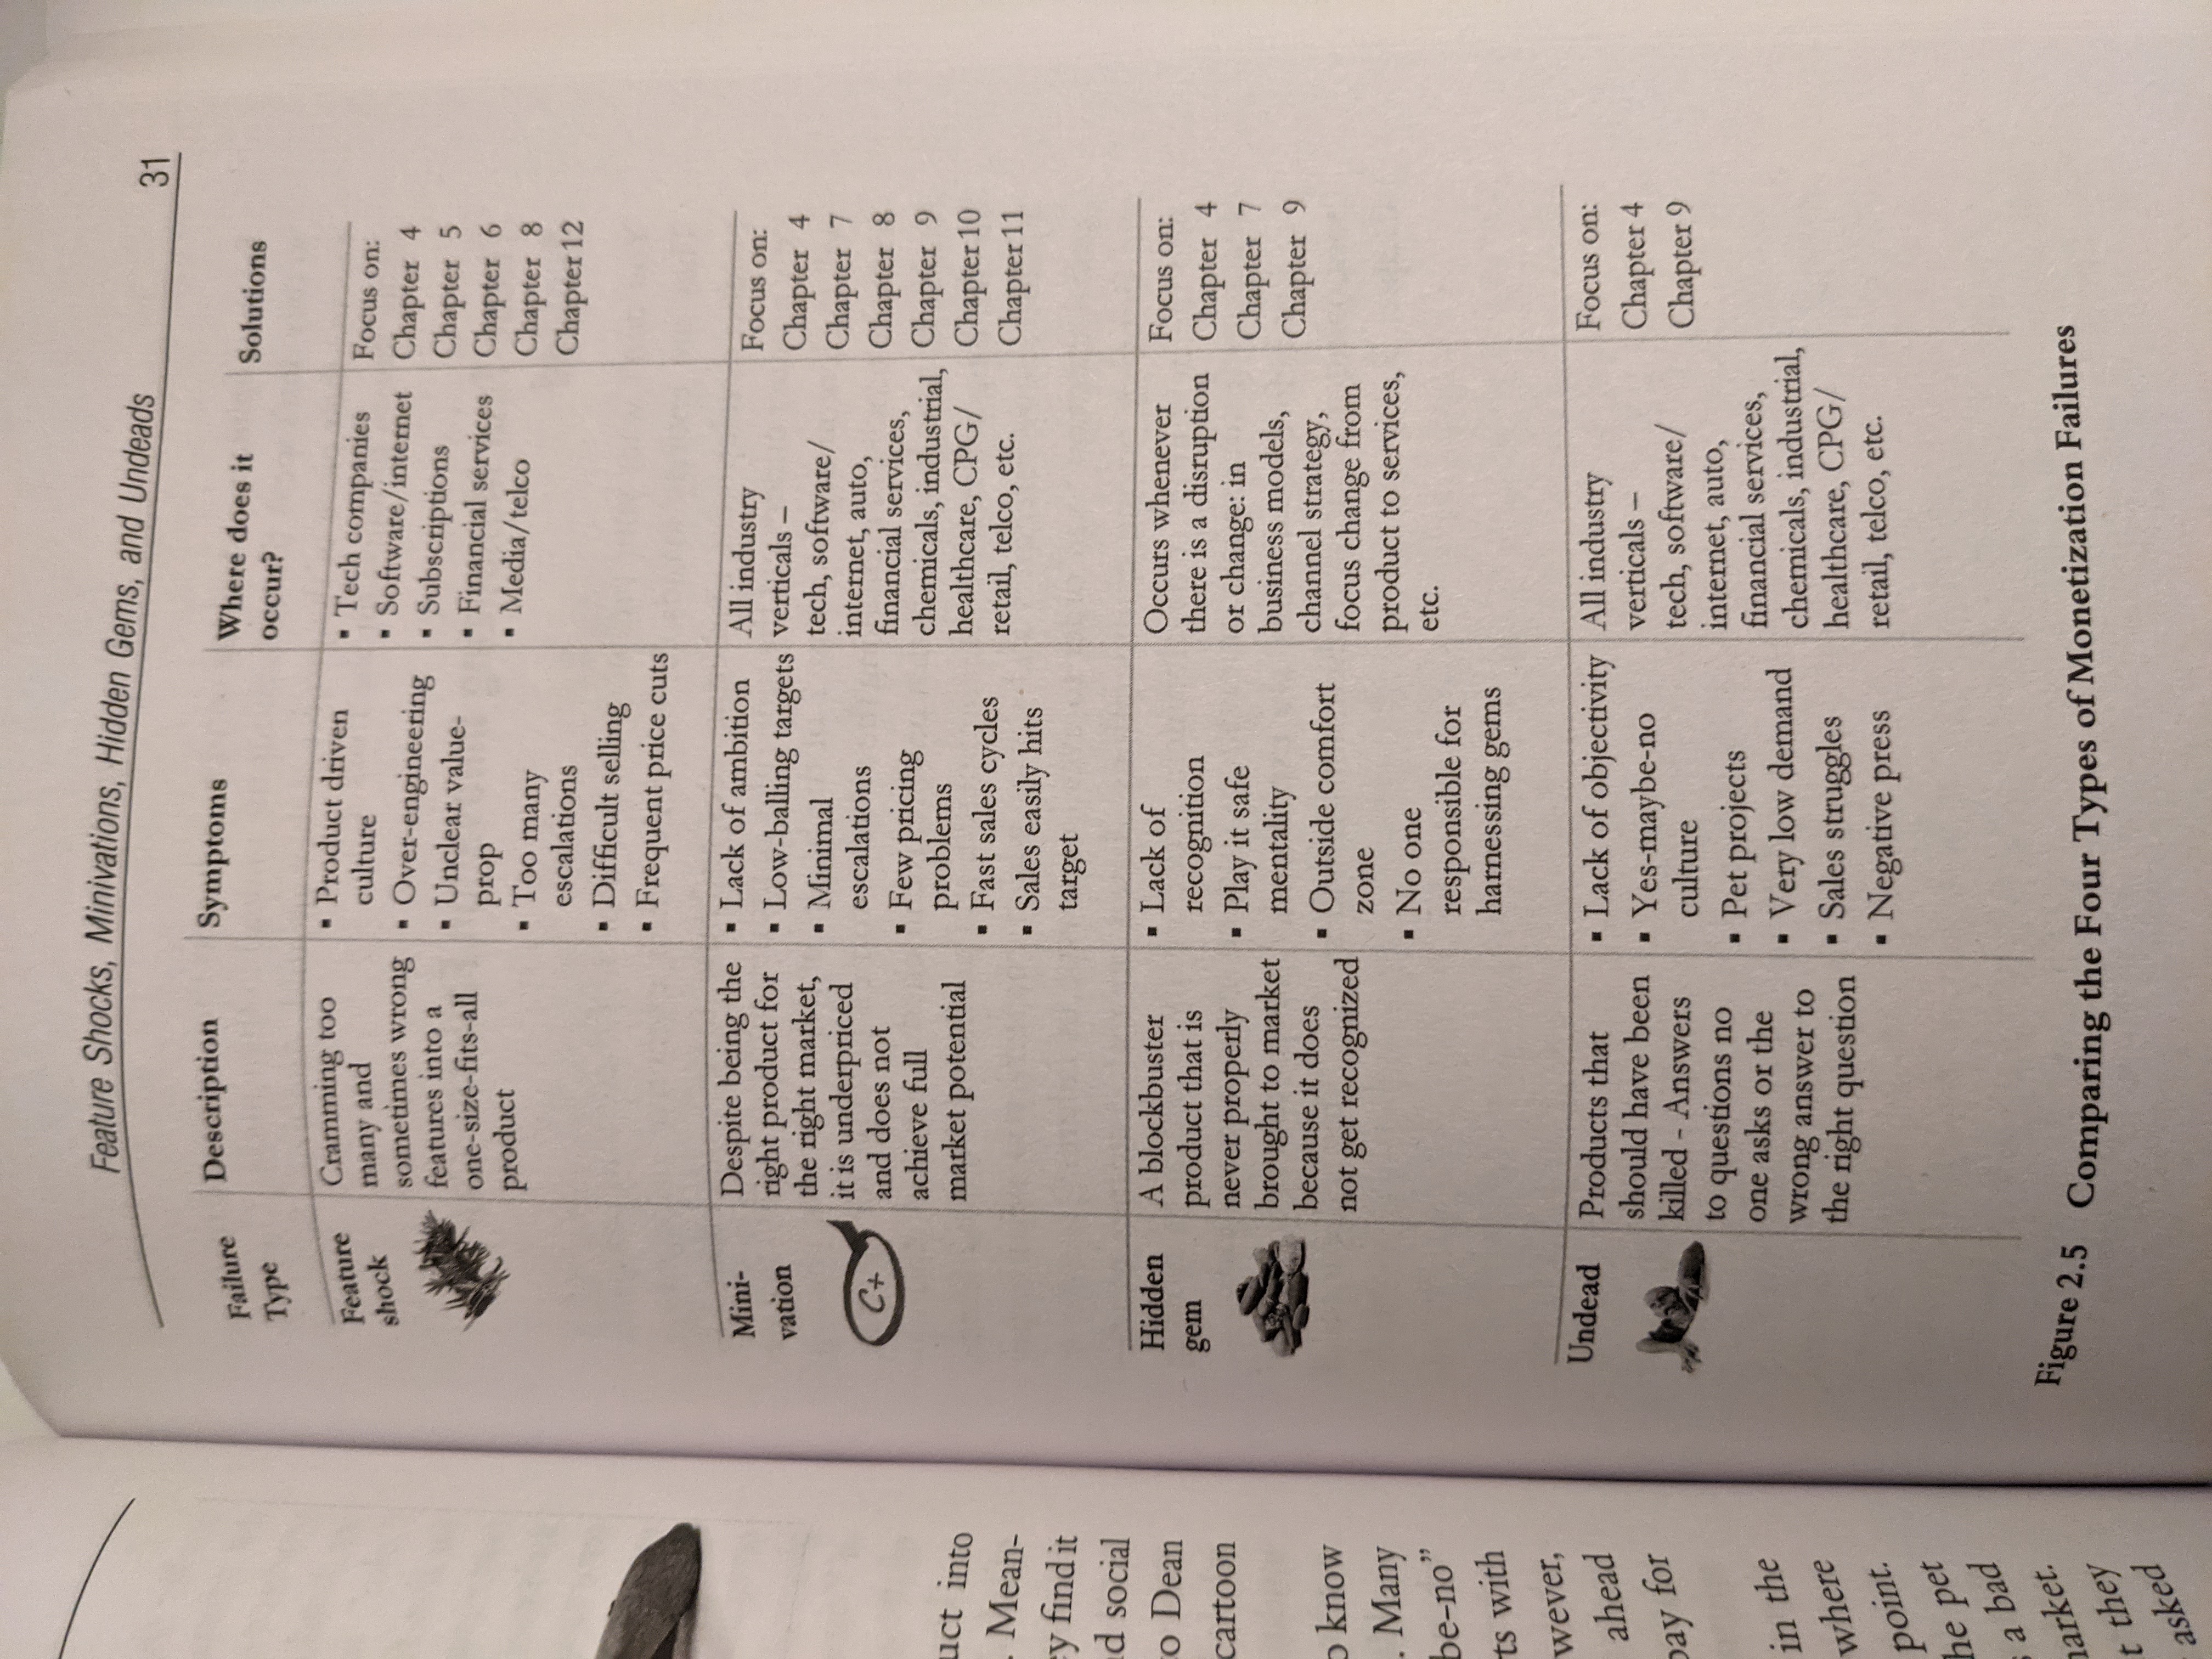 uct into
. Mean-
y find it
d social
o Dean
cartoon
o know
. Many
be–no”
ts with
wever,
ahead
pay for
in the
where
point.
he pet
a bad
market.
t they
asked
Feature Shocks, Minivations, Hidden Gems, and Undeads
31
Failure
Type
Description
Symptoms
Where does it
occur?
Solutions
Feature
shock
Cramming too
many and
sometimes wrong
features into a
one-size-fits-all
product
▪ Product driven
culture
▪ Over-engineering
▪ Unclear value-
prop
▪ Too many
escalations
▪ Difficult selling
▪ Frequent price cuts
▪ Tech companies
▪ Software/internet
▪ Subscriptions
▪ Financial services
▪ Media/telco
Focus on:
Chapter 4
Chapter 5
Chapter 6
Chapter 8
Chapter 12
Mini-
vation
C+
Despite being the
right product for
the right market,
it is underpriced
and does not
achieve full
market potential
▪ Lack of ambition
▪ Low-balling targets
▪ Minimal
escalations
▪ Few pricing
problems
▪ Fast sales cycles
▪ Sales easily hits
target
All industry
verticals –
tech, software/
internet, auto,
financial services,
chemicals, industrial,
healthcare, CPG/
retail, telco, etc.
Focus on:
Chapter 4
Chapter 7
Chapter 8
Chapter 9
Chapter 10
Chapter 11
Hidden
gem
A blockbuster
product that is
never properly
brought to market
because it does
not get recognized
▪ Lack of
recognition
▪ Play it safe
mentality
▪ Outside comfort
zone
▪ No one
responsible for
harnessing gems
Occurs whenever
there is a disruption
or change: in
business models,
channel strategy,
focus change from
product to services,
etc.
Focus on:
Chapter 4
Chapter 7
Chapter 9
Undead
Products that
should have been
killed - Answers
to questions no
one asks or the
wrong answer to
the right question
▪ Lack of objectivity
▪ Yes-maybe-no
culture
▪ Pet projects
▪ Very low demand
▪ Sales struggles
▪ Negative press
All industry
verticals –
tech, software/
internet, auto,
financial services,
chemicals, industrial,
healthcare, CPG/
retail, telco, etc.
Focus on:
Chapter 4
Chapter 9
Figure 2.5 Comparing the Four Types of Monetization Failures